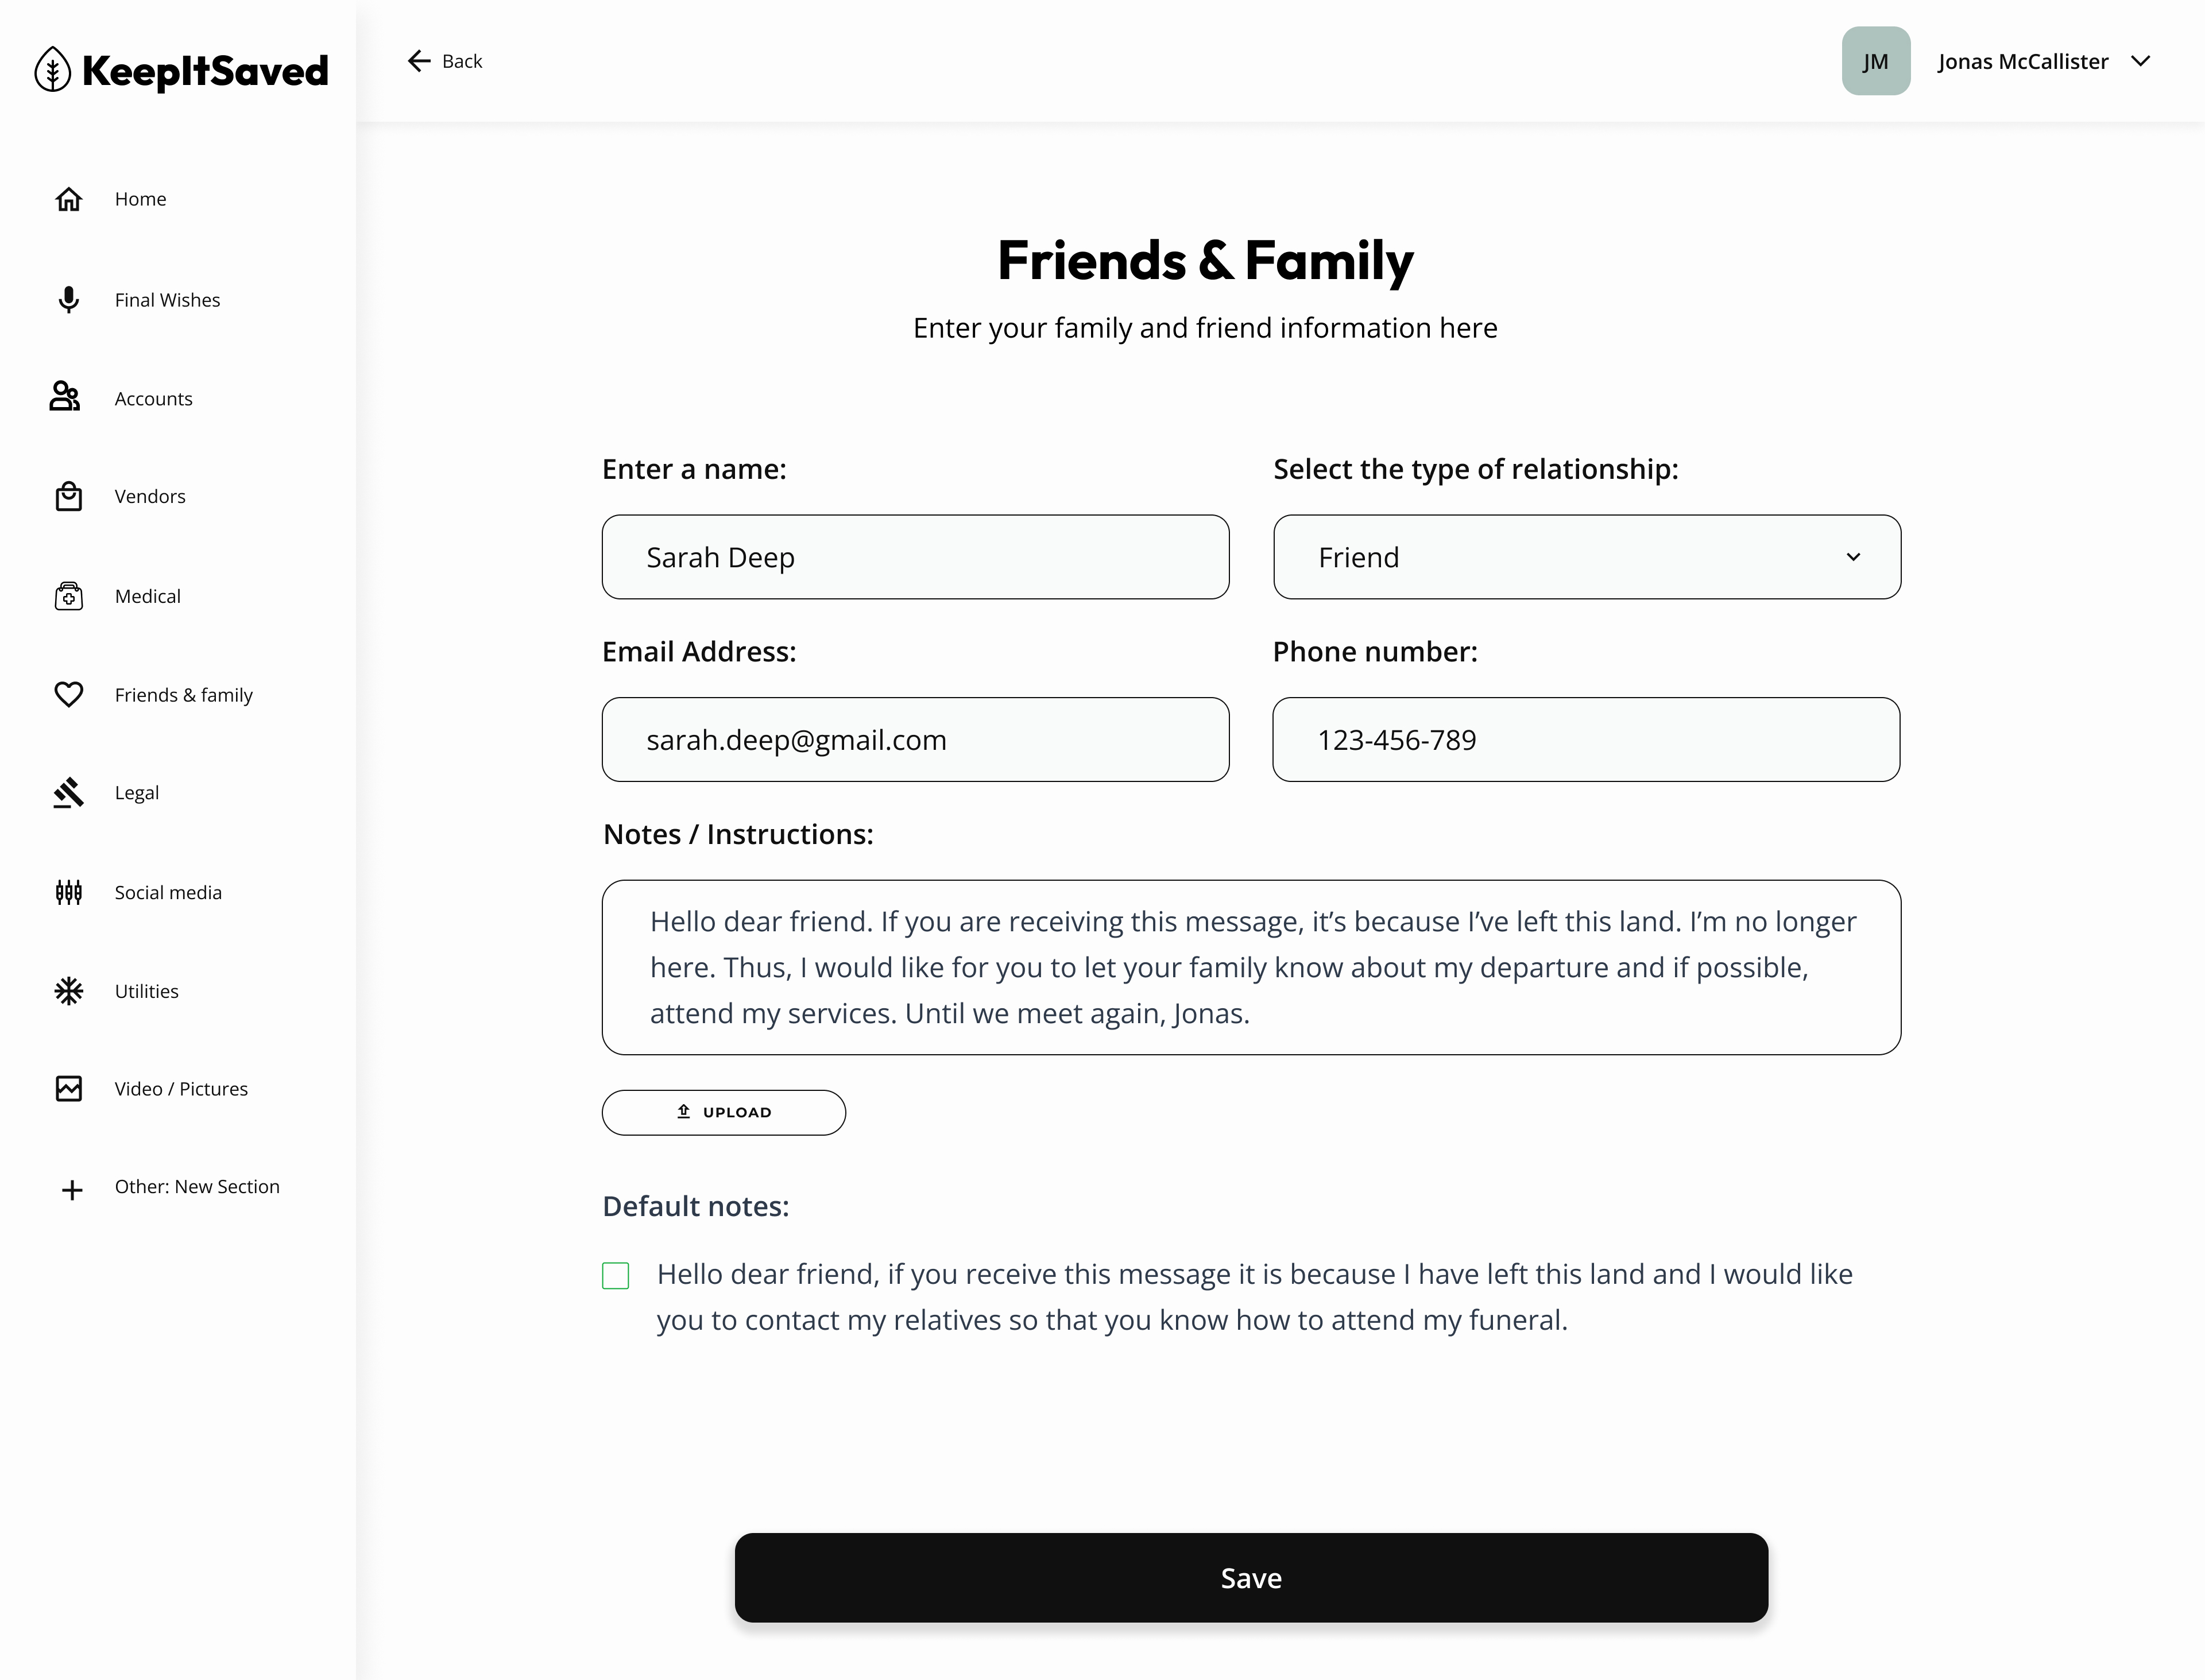 KeepItSaved
Back
JM
Jonas McCallister
Home
Final Wishes
Accounts
Vendors
Medical
Friends & family
Legal
Social media
Utilities
Video / Pictures
Other: New Section
Friends & Family
Enter your family and friend information here
Enter a name:
Sarah Deep
Select the type of relationship:
Friend
Email Address:
sarah.deep@gmail.com
Phone number:
123-456-789
Notes / Instructions:
Hello dear friend. If you are receiving this message, it’s because I’ve left this land. I’m no longer
here. Thus, I would like for you to let your family know about my departure and if possible,
attend my services. Until we meet again, Jonas.
UPLOAD
Default notes:
Hello dear friend, if you receive this message it is because I have left this land and I would like
you to contact my relatives so that you know how to attend my funeral.
Save